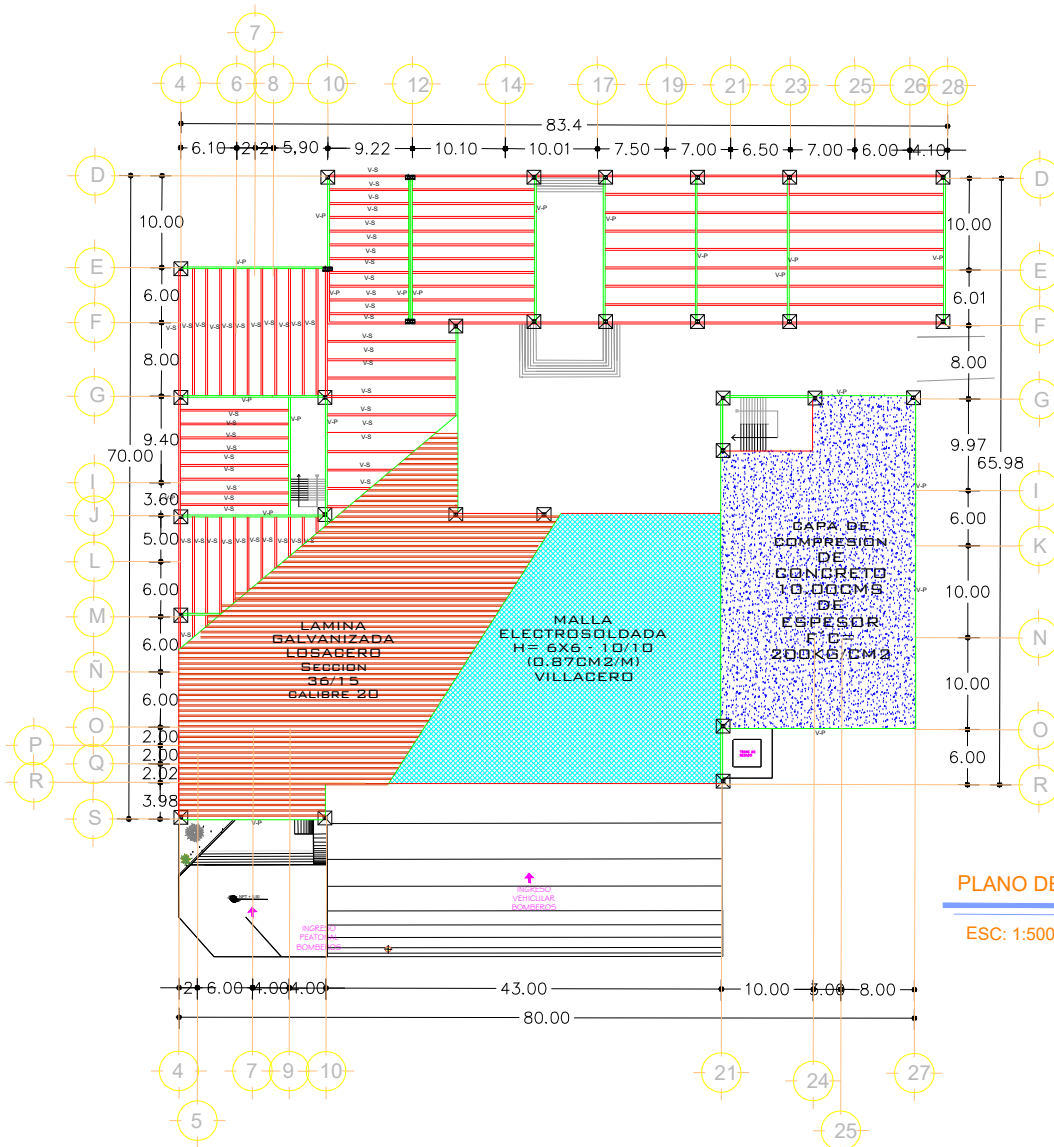 7
4 6 8 10 12 14 17 19 21 23 25 26 28
83.4
6.10 2 2 5,90 9.22 10.10 10.01 7.50 7.00 6.50 7.00 6.00 4.10
D
E
F
G
I
J
L
M
Ñ
O
P
Q
R
S
10.00
6.00
8.00
9.40
3.60
5.00
6.00
6.00
6.00
2.00
2.00
2.02
3.98
70.00
D
E
F
G
I
K
N
O
R
10.00
6.01
8.00
9.97
6.00
10.00
10.00
6.00
65.98
V-S
V-P
LAMINA
GALVANIZADA
LOSACERO
SECCION
36/15
CALIBRE 20
MALLA
ELECTROSOLDADA
H= 6X6 - 10/10
(0.87CM2/M)
VILLACERO
CAPA DE
COMPRESIÓN
DE
CONCRETO
10.00CMS
DE
ESPESOR
F´C=
200KG/CM2
INGRESO
VEHICULAR
BOMBEROS
INGRESO
PEATONAL
BOMBEROS
PLANO DE
ESC: 1:500
2 6.00 4.00 4.00 43.00 10.00 3.00 8.00
80.00
4 7 9 10 21 24 27
5 25